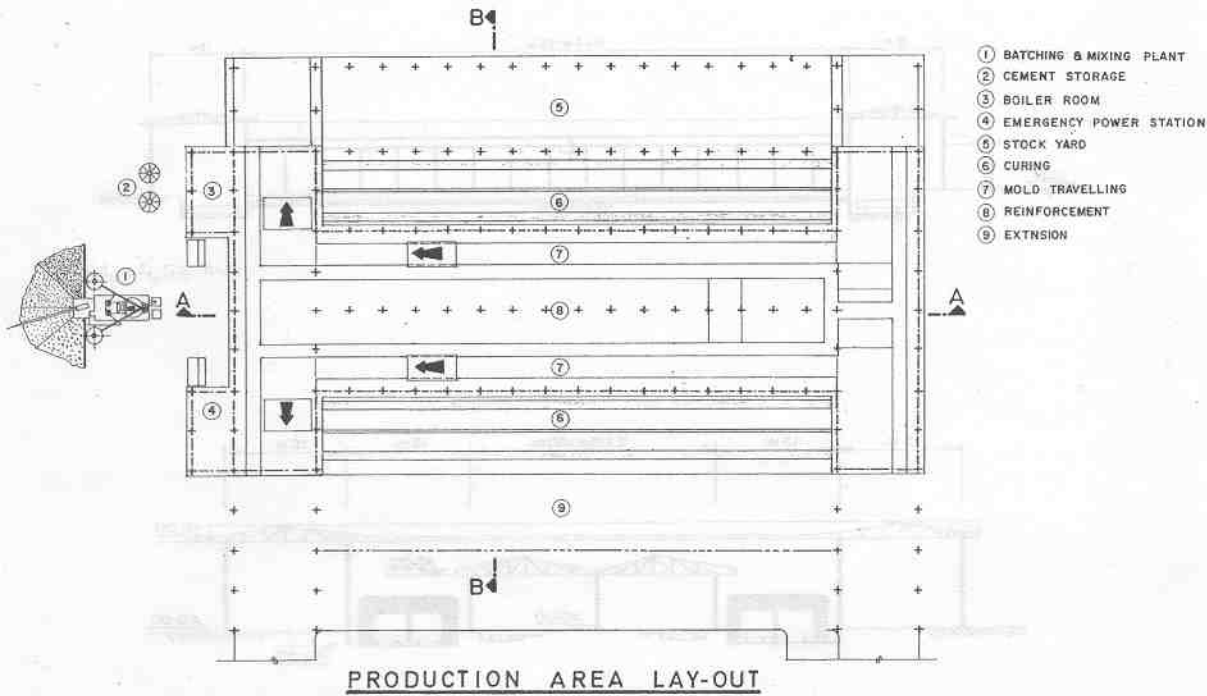 B
① BATCHING & MIXING PLANT
② CEMENT STORAGE
③ BOILER ROOM
④ EMERGENCY POWER STATION
⑤ STOCK YARD
⑥ CURING
⑦ MOLD TRAVELLING
⑧ REINFORCEMENT
⑨ EXTNSION
⑤
②
③
⑥
⑦
①
A
⑧
A
⑦
④
⑥
⑨
B
PRODUCTION AREA LAY-OUT